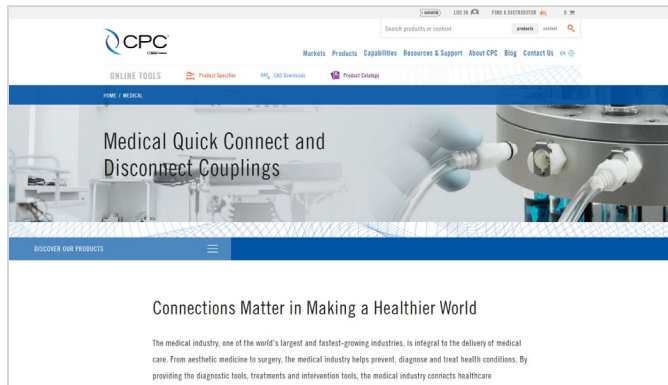 DOVER
LOG IN
FIND A DISTRIBUTOR
0
Search products or content
products
content
CPC
Markets Products Capabilities Resources & Support About CPC Blog Contact Us EN
ONLINE TOOLS
Product Specifier
CAD Downloads
Product Catalogs
HOME / MEDICAL
Medical Quick Connect and
Disconnect Couplings
DISCOVER OUR PRODUCTS
Connections Matter in Making a Healthier World
The medical industry, one of the world's largest and fastest-growing industries, is integral to the delivery of medical
care. From aesthetic medicine to surgery, the medical industry helps prevent, diagnose and treat health conditions. By
providing the diagnostic tools, treatments and intervention tools, the medical industry connects healthcare